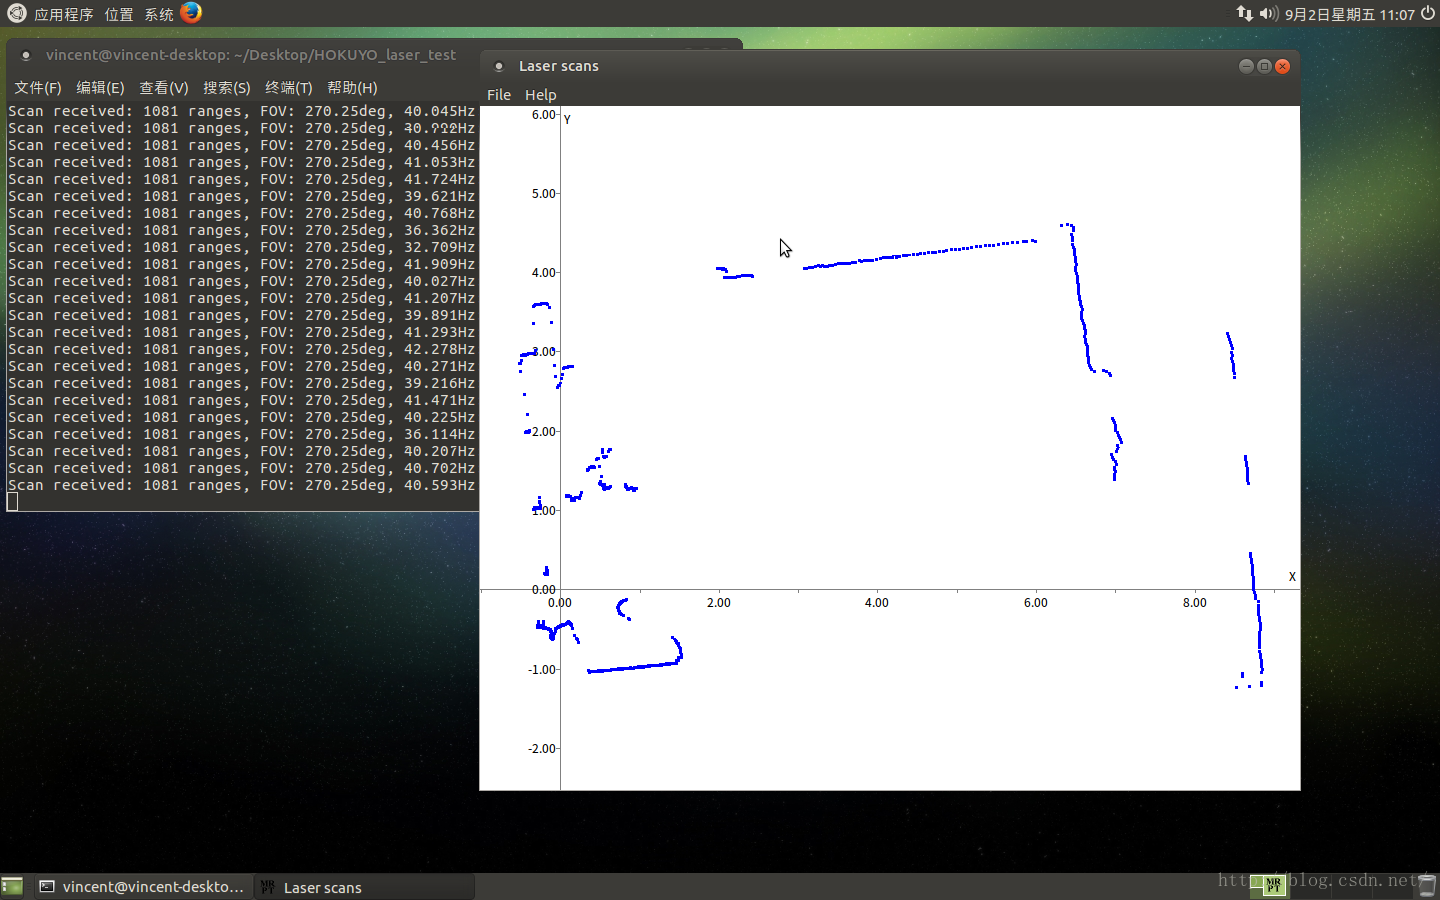 应用程序 位置 系统
9月2日星期五 11:07
vincent@vincent-desktop: ~/Desktop/HOKUYO_laser_test
文件(F) 编辑(E) 查看(V) 搜索(S) 终端(T) 帮助(H)
Scan received: 1081 ranges, FOV: 270.25deg, 40.045Hz
Scan received: 1081 ranges, FOV: 270.25deg,
Scan received: 1081 ranges, FOV: 270.25deg, 40.456Hz
Scan received: 1081 ranges, FOV: 270.25deg, 41.053Hz
Scan received: 1081 ranges, FOV: 270.25deg, 41.724Hz
Scan received: 1081 ranges, FOV: 270.25deg, 39.621Hz
Scan received: 1081 ranges, FOV: 270.25deg, 40.768Hz
Scan received: 1081 ranges, FOV: 270.25deg, 36.362Hz
Scan received: 1081 ranges, FOV: 270.25deg, 32.709Hz
Scan received: 1081 ranges, FOV: 270.25deg, 41.909Hz
Scan received: 1081 ranges, FOV: 270.25deg, 40.027Hz
Scan received: 1081 ranges, FOV: 270.25deg, 41.207Hz
Scan received: 1081 ranges, FOV: 270.25deg, 39.891Hz
Scan received: 1081 ranges, FOV: 270.25deg, 41.293Hz
Scan received: 1081 ranges, FOV: 270.25deg, 42.278Hz
Scan received: 1081 ranges, FOV: 270.25deg, 40.271Hz
Scan received: 1081 ranges, FOV: 270.25deg, 39.216Hz
Scan received: 1081 ranges, FOV: 270.25deg, 41.471Hz
Scan received: 1081 ranges, FOV: 270.25deg, 40.225Hz
Scan received: 1081 ranges, FOV: 270.25deg, 36.114Hz
Scan received: 1081 ranges, FOV: 270.25deg, 40.207Hz
Scan received: 1081 ranges, FOV: 270.25deg, 40.702Hz
Scan received: 1081 ranges, FOV: 270.25deg, 40.593Hz
Laser scans
File Help
6.00 Y
5.00
4.00
3.00
2.00
1.00
0.00
X
0.00 2.00 4.00 6.00 8.00
-1.00
-2.00
vincent@vincent-deskto...
MRPT
Laser scans
http://blog.csdn.net/
MRPT